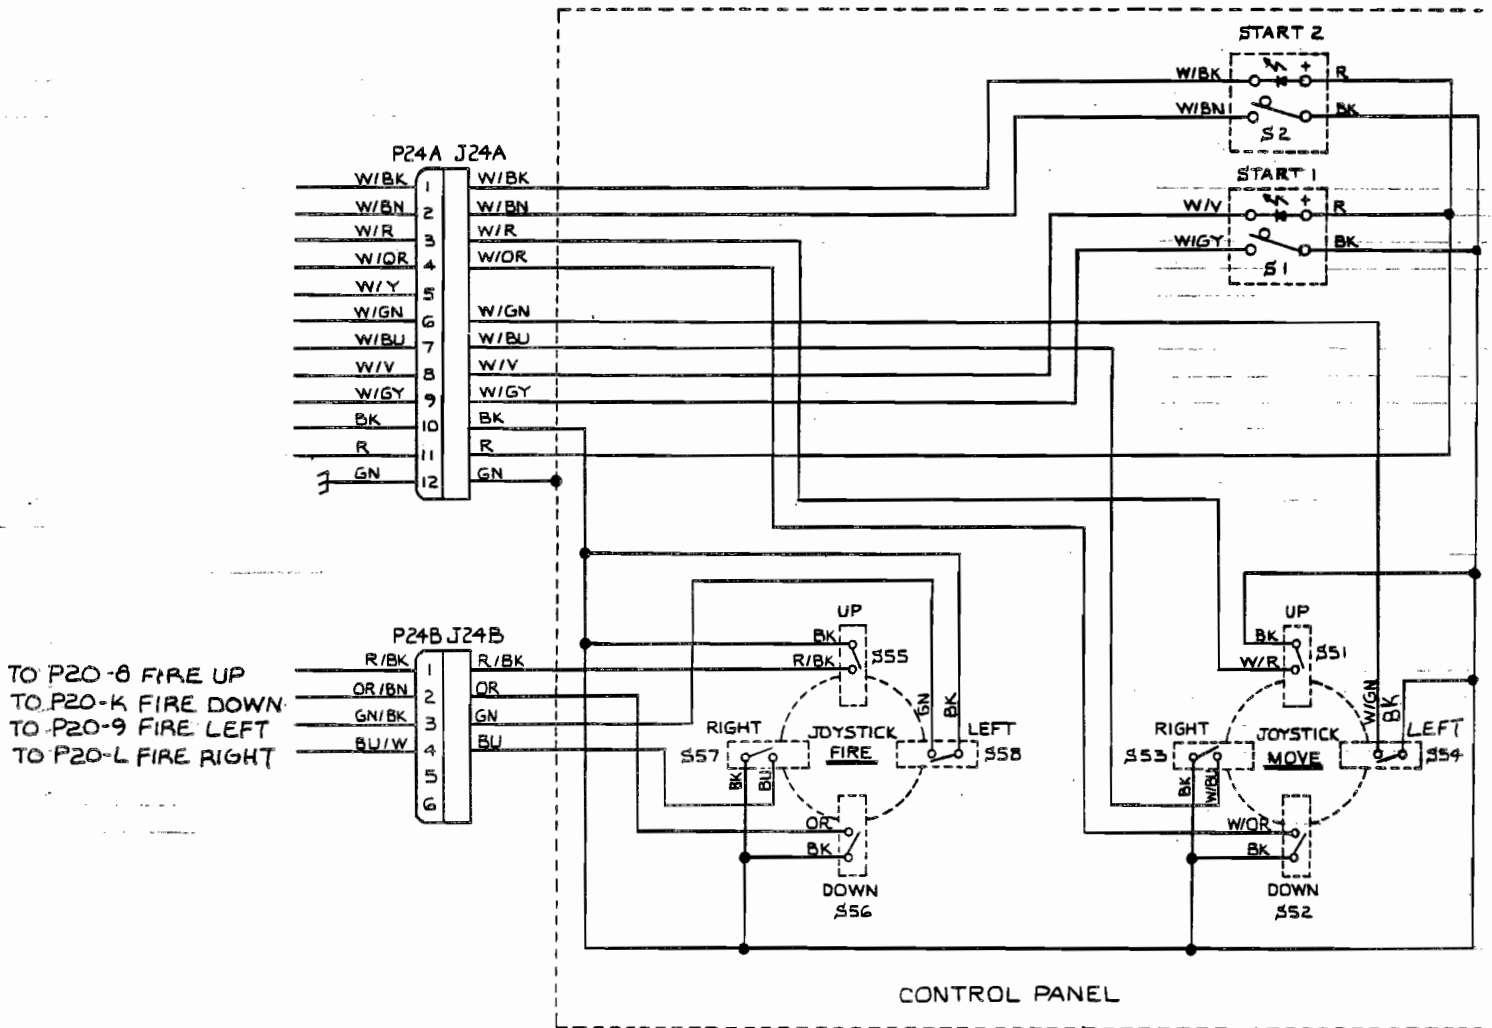 START 2
W/BK + R
W/BN BK
S2
START 1
W/V + R
W/GY BK
S1
P24A J24A
W/BK 1 W/BK
W/BN 2 W/BN
W/R 3 W/R
W/OR 4 W/OR
W/Y 5
W/GN 6 W/GN
W/BU 7 W/BU
W/V 8 W/V
W/GY 9 W/GY
BK 10 BK
R 11 R
GN 12 GN
P24B J24B
TO P20-8 FIRE UP R/BK 1 R/BK
TO P20-K FIRE DOWN OR/BN 2 OR
TO P20-9 FIRE LEFT GN/BK 3 GN
TO P20-L FIRE RIGHT BU/W 4 BU
5
6
UP
BK
R/BK S55
GN
BK
RIGHT JOYSTICK LEFT
S57 FIRE S58
BK
BU
OR
BK
DOWN
S56
UP
BK
W/R S51
W/GN
BK
RIGHT JOYSTICK LEFT
S53 MOVE S54
BK
W/BU
W/OR
BK
DOWN
S52
CONTROL PANEL